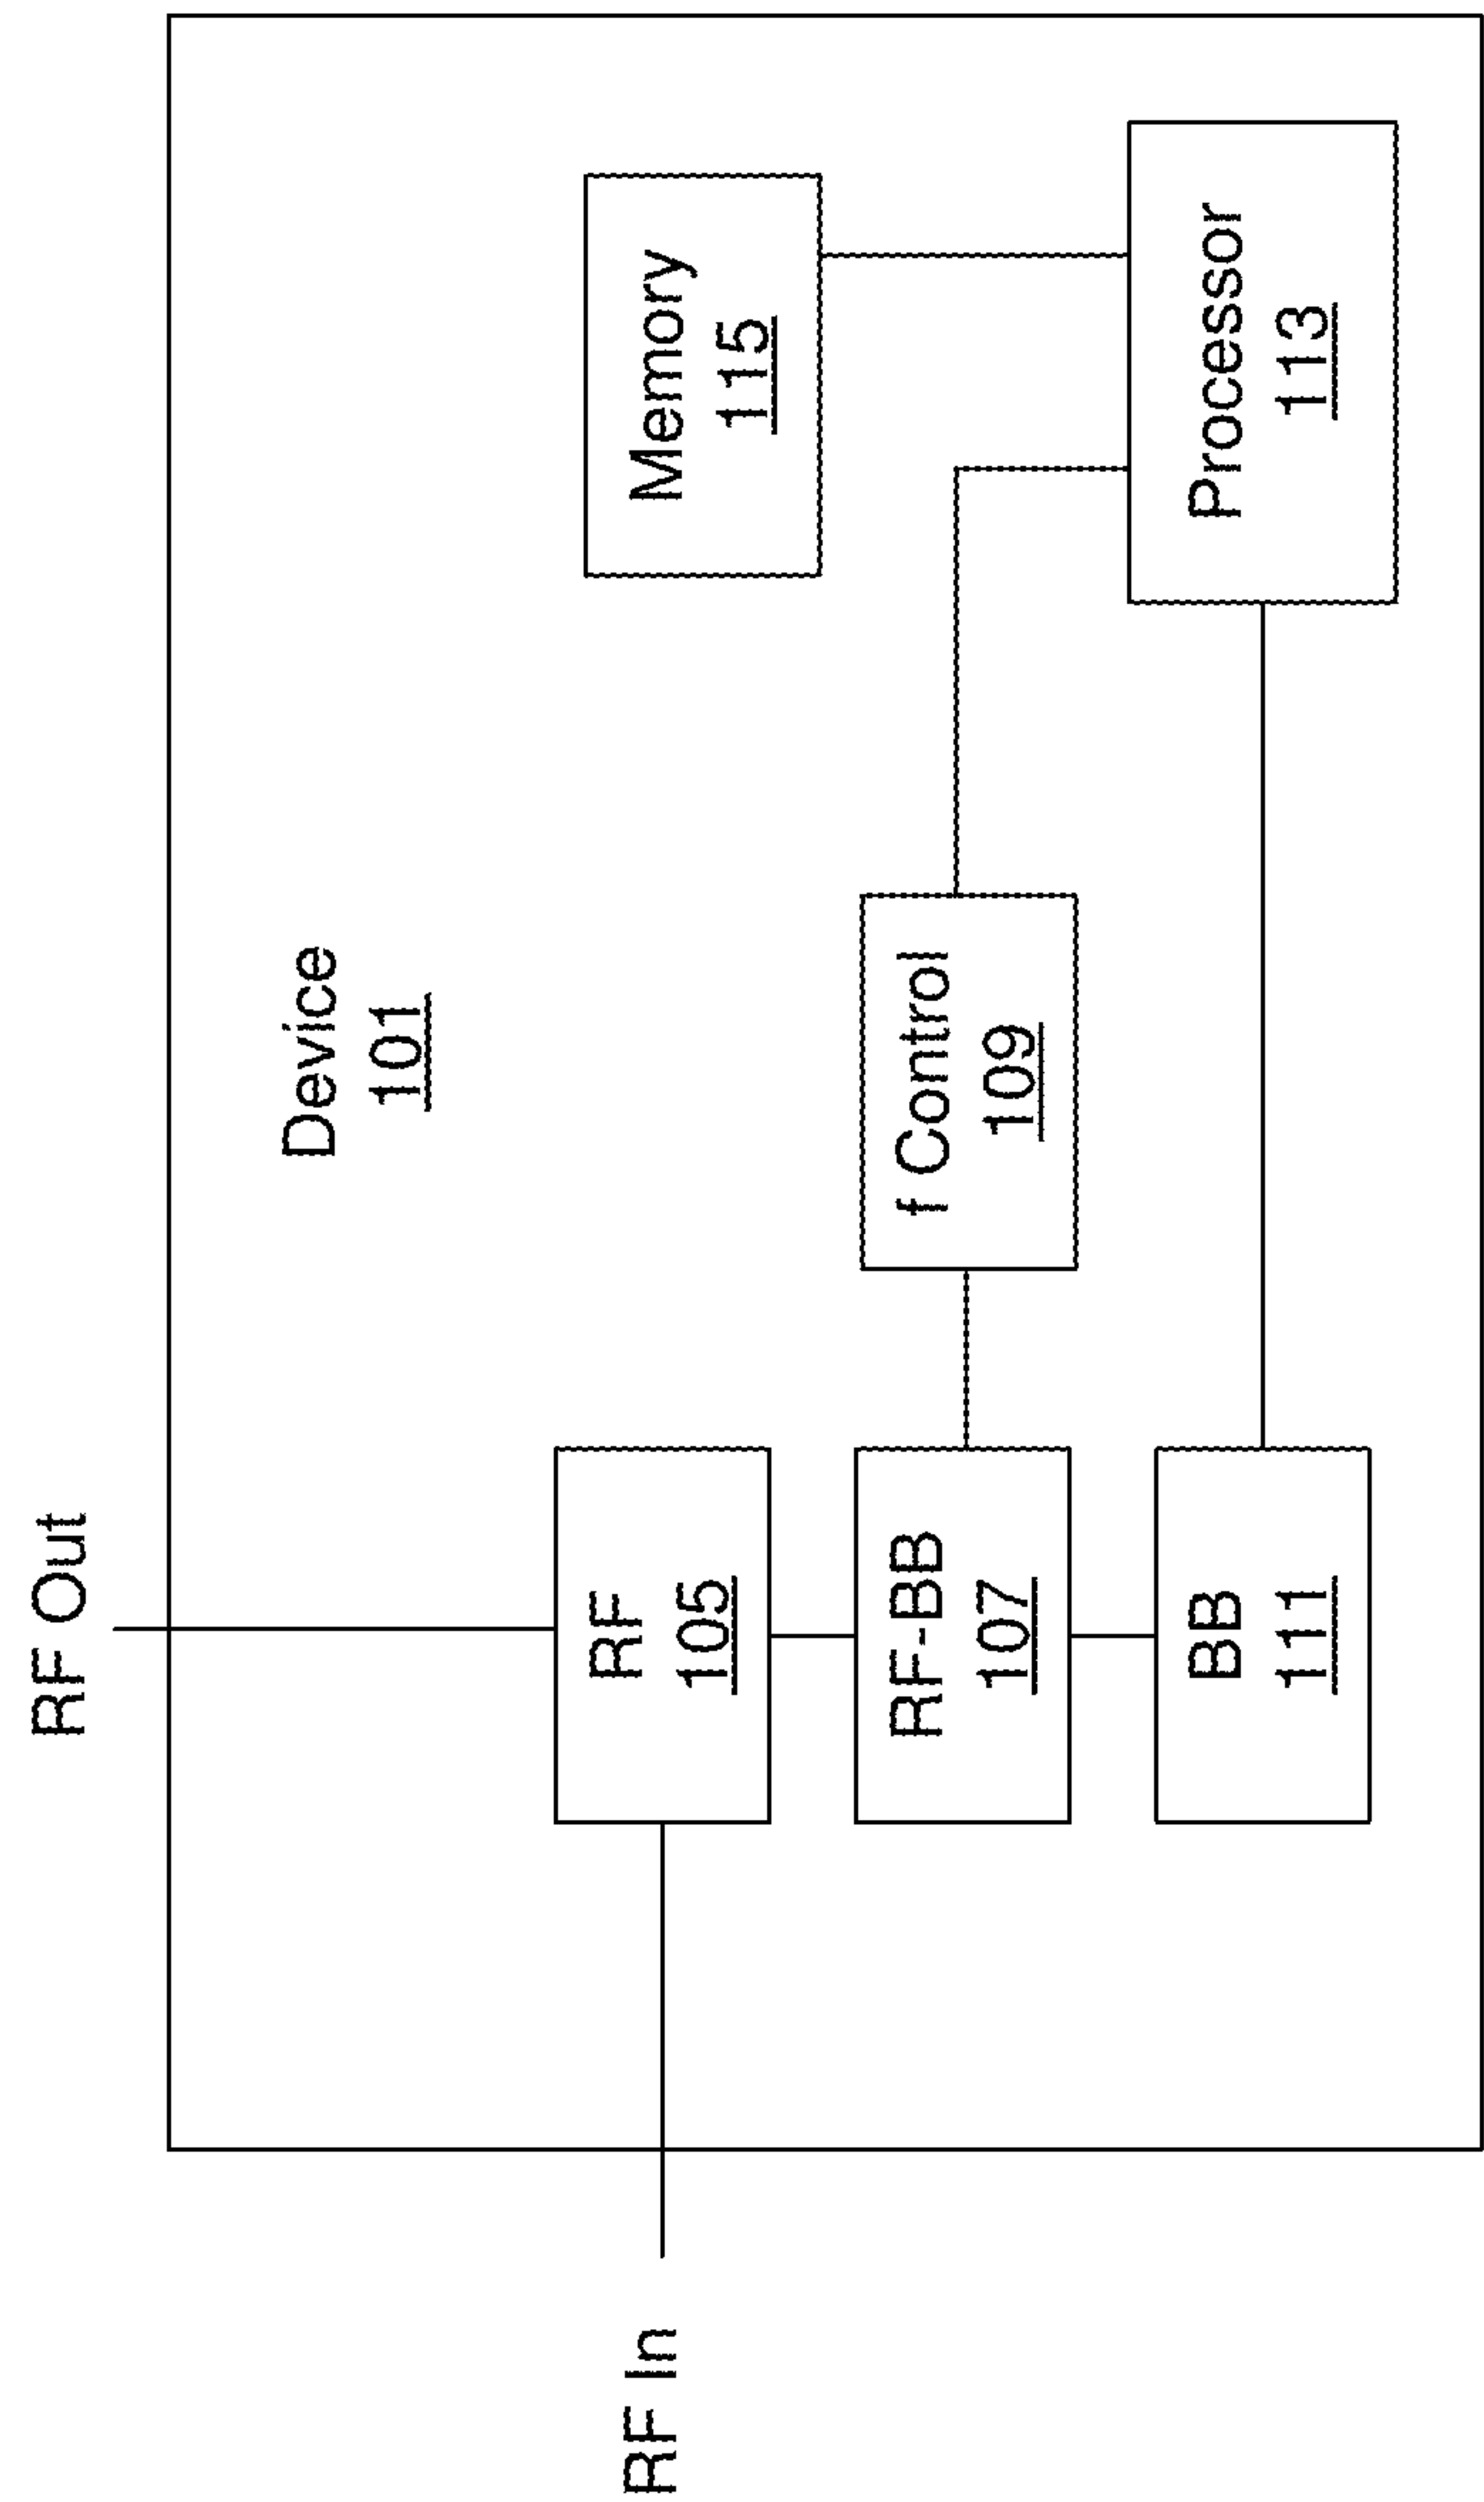 RF Out
Device
101
RF In
RF
105
Memory
115
RF-BB
107
f Control
109
BB
111
Processor
113